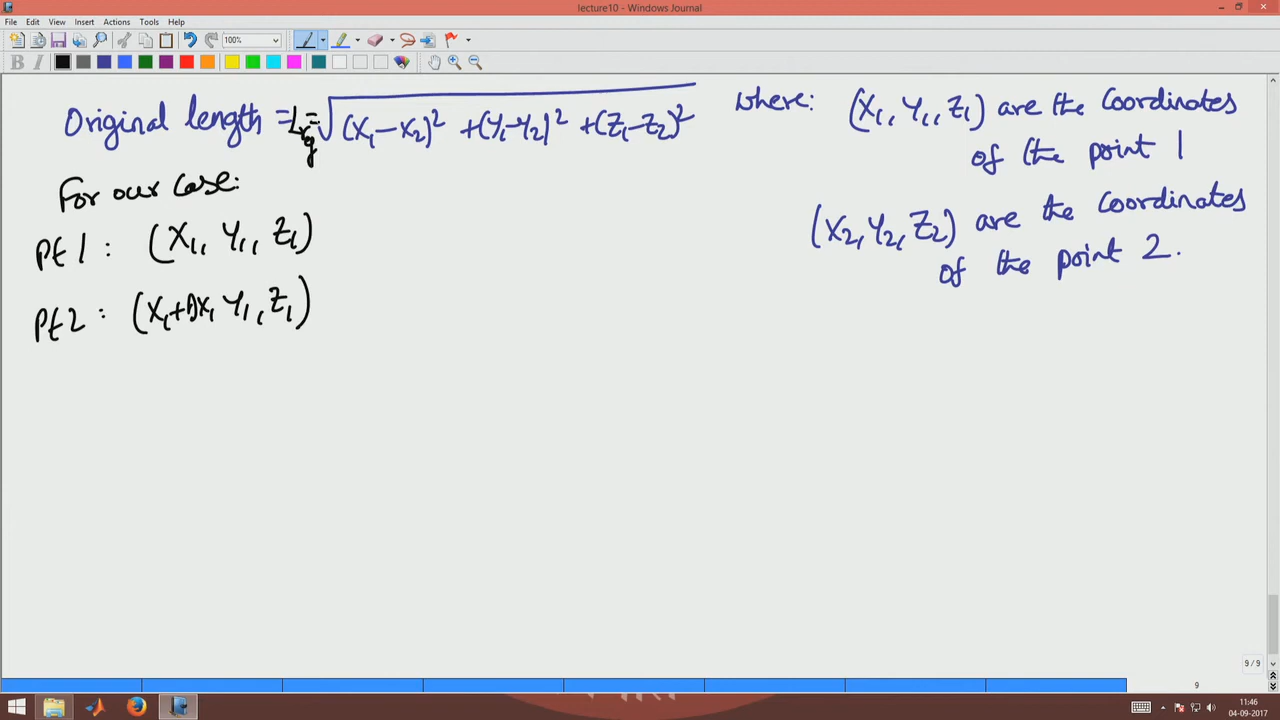 lecture10 - Windows Journal
File Edit View Insert Actions Tools Help
100%
B I
Original length = Lrg = √(X1-X2)² + (Y1-Y2)² + (Z1-Z2)² where: (X1, Y1, Z1) are the Coordinates
of the point 1
For our case:
(X2, Y2, Z2) are the Coordinates
of the point 2.
Pt 1 : (X1, Y1, Z1)
Pt 2 : (X1+ΔX, Y1, Z1)
9 / 9
9
11:46
04-09-2017